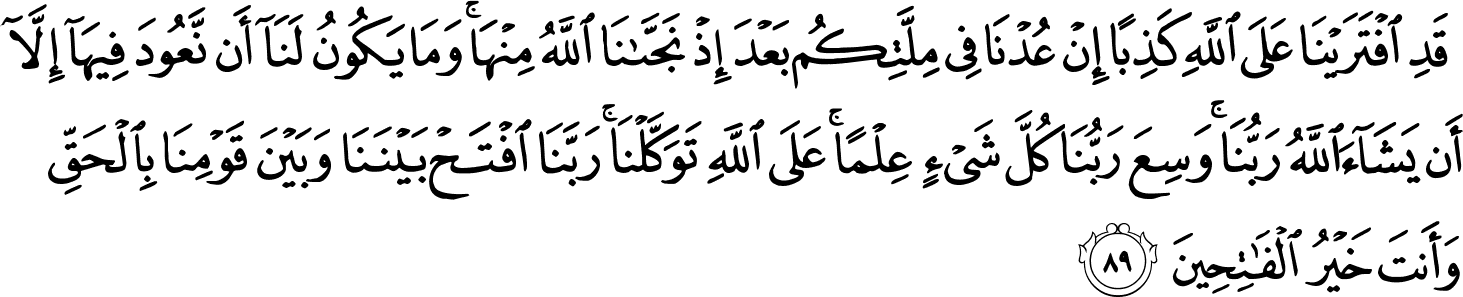 قَدِ ٱفْتَرَيْنَا عَلَى ٱللَّهِ كَذِبًا إِنْ عُدْنَا فِى مِلَّتِكُم بَعْدَ إِذْ نَجَّىٰنَا ٱللَّهُ مِنْهَا ۚ وَمَا يَكُونُ لَنَآ أَن نَّعُودَ فِيهَآ إِلَّآ
أَن يَشَآءَ ٱللَّهُ رَبُّنَا ۚ وَسِعَ رَبُّنَا كُلَّ شَىْءٍ عِلْمًا ۚ عَلَى ٱللَّهِ تَوَكَّلْنَا ۚ رَبَّنَا ٱفْتَحْ بَيْنَنَا وَبَيْنَ قَوْمِنَا بِٱلْحَقِّ
وَأَنتَ خَيْرُ ٱلْفَـٰتِحِينَ ٨٩